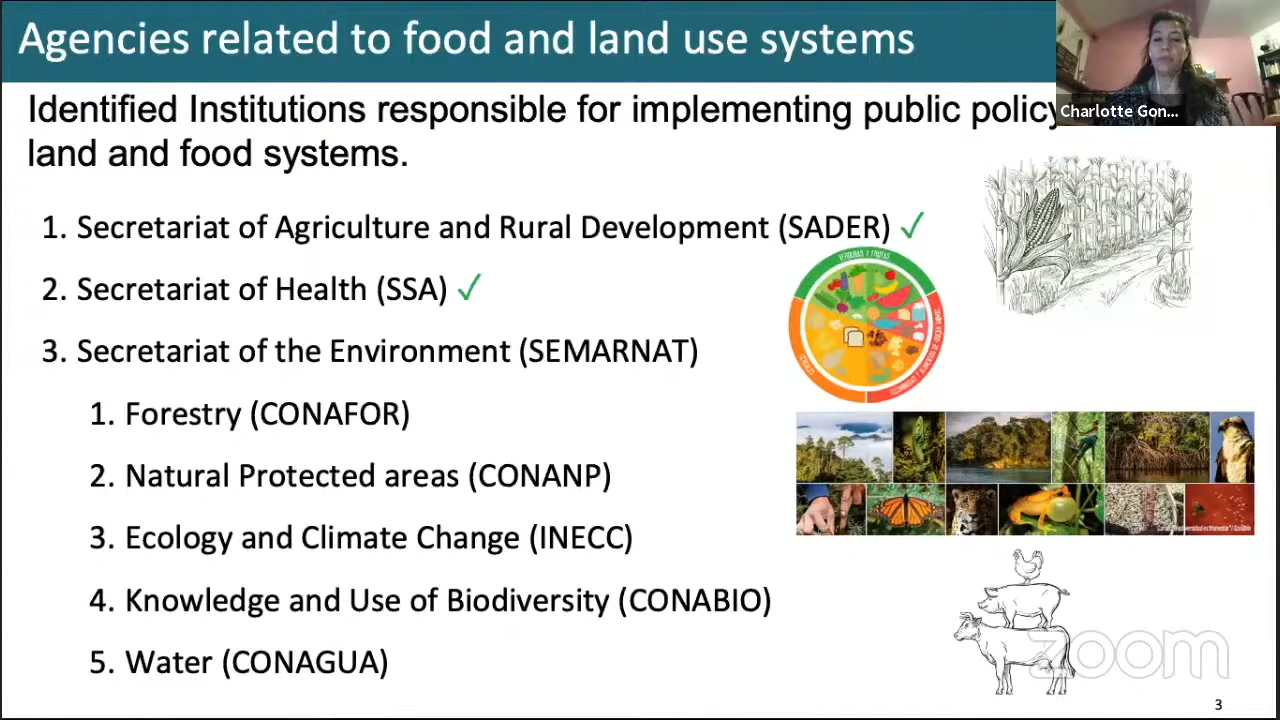 Agencies related to food and land use systems
Charlotte Gon...
Identified Institutions responsible for implementing public policy
land and food systems.
1. Secretariat of Agriculture and Rural Development (SADER) ✓
2. Secretariat of Health (SSA) ✓
3. Secretariat of the Environment (SEMARNAT)
1. Forestry (CONAFOR)
2. Natural Protected areas (CONANP)
3. Ecology and Climate Change (INECC)
4. Knowledge and Use of Biodiversity (CONABIO)
5. Water (CONAGUA)
VERDURAS Y FRUTAS
CEREALES
zoom
3